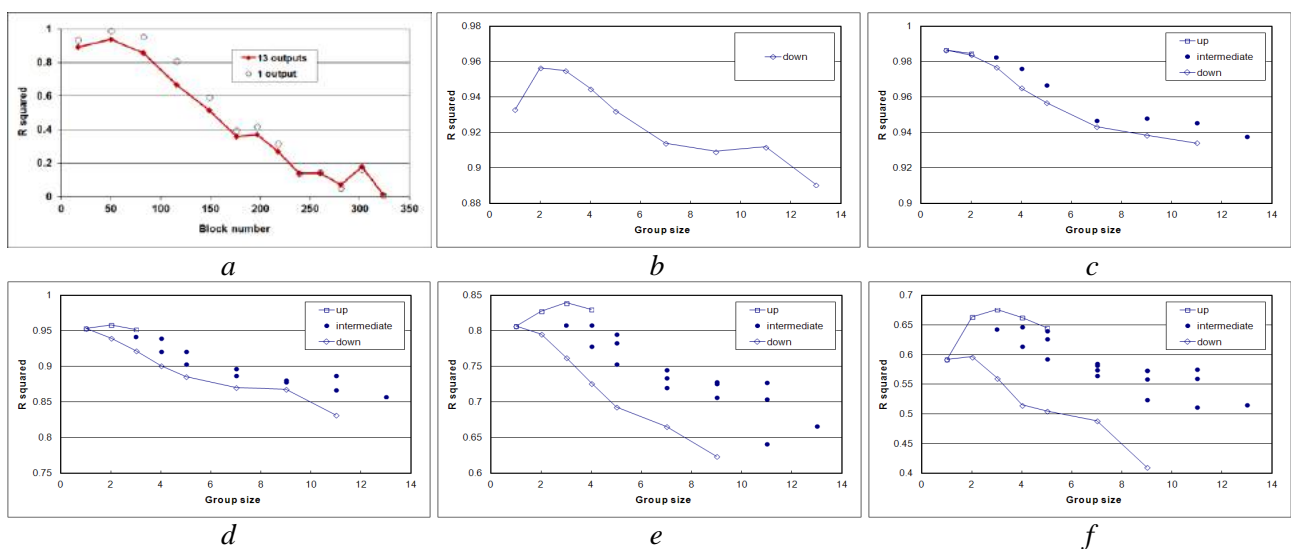 1
0.8
0.6
0.4
0.2
0
R squared
13 outputs
1 output
0 50 100 150 200 250 300 350
Block number
a
0.98
0.96
0.94
0.92
0.9
0.88
R squared
down
0 2 4 6 8 10 12 14
Group size
b
1
0.98
0.96
0.94
0.92
0.9
R squared
up
intermediate
down
0 2 4 6 8 10 12 14
Group size
c
1
0.95
0.9
0.85
0.8
0.75
R squared
up
intermediate
down
0 2 4 6 8 10 12 14
Group size
d
0.85
0.8
0.75
0.7
0.65
0.6
R squared
up
intermediate
down
0 2 4 6 8 10 12 14
Group size
e
0.7
0.65
0.6
0.55
0.5
0.45
0.4
R squared
up
intermediate
down
0 2 4 6 8 10 12 14
Group size
f